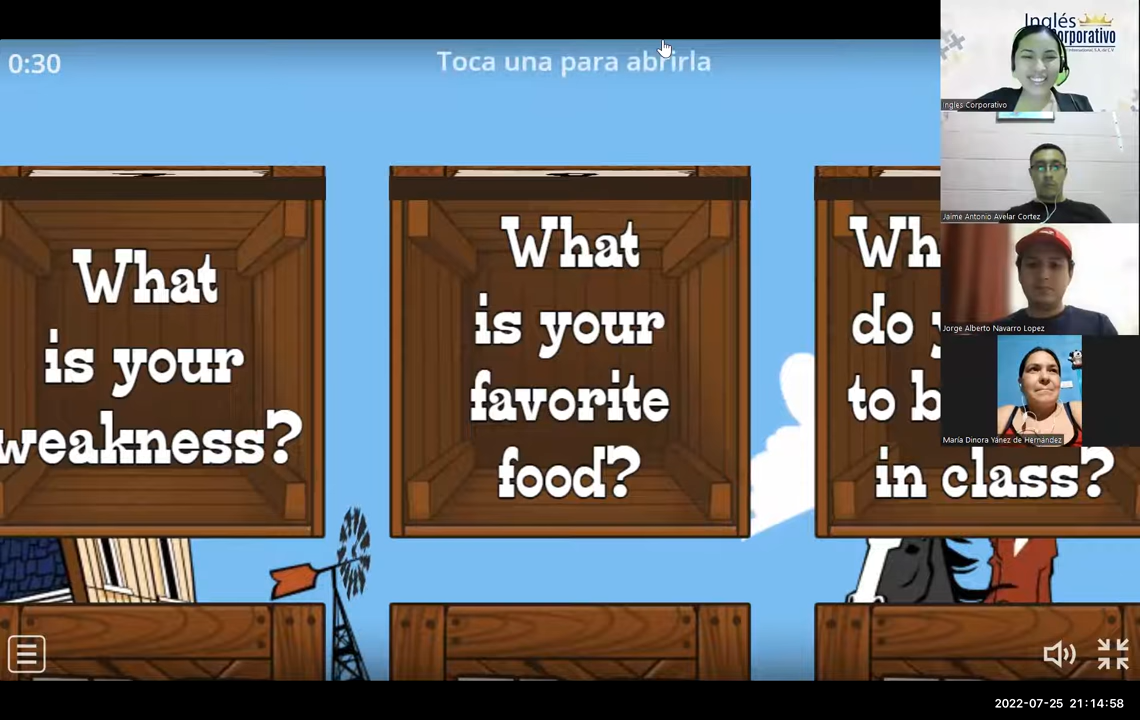 0:30
Toca una para abrirla
What
is your
weakness?
What
is your
favorite
food?
Wh
do y
to b
in class?
Inglés
Corporativo
Ingles Corporativo
Jaime Antonio Avelar Cortez
Jorge Alberto Navarro Lopez
María Dinora Yánez de Hernández
2022-07-25 21:14:58